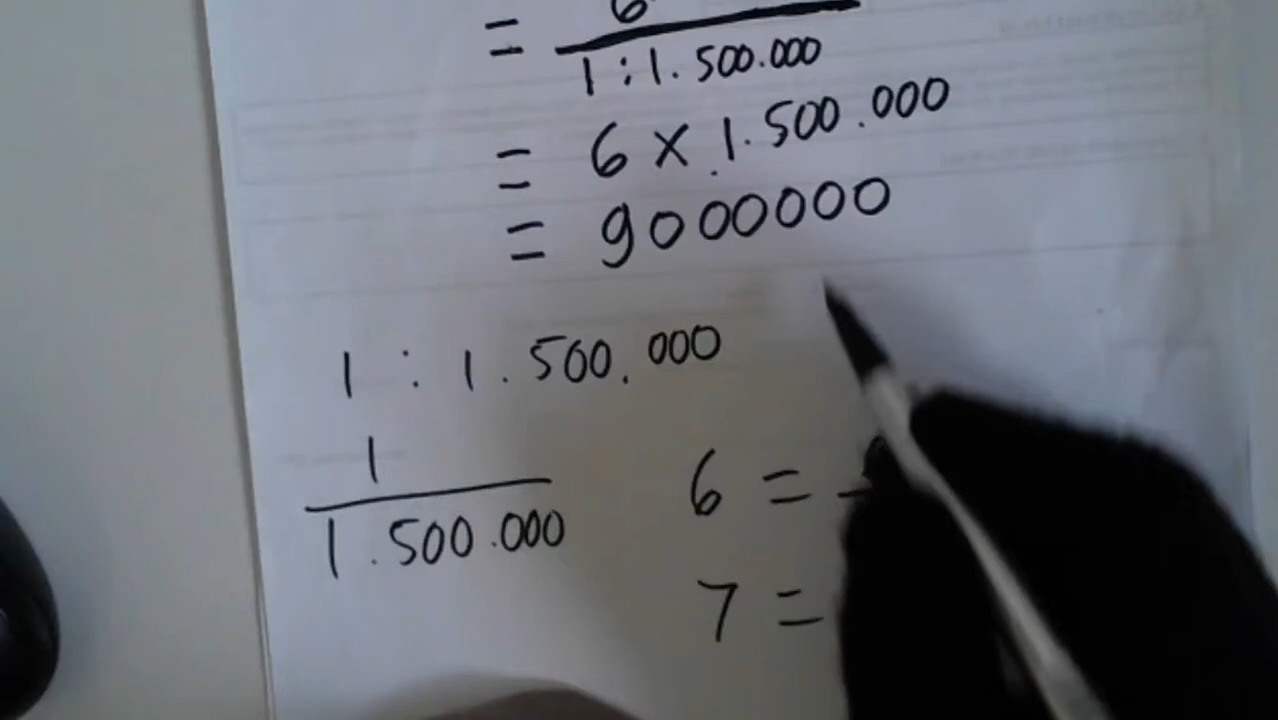 = 6
1 : 1.500.000
= 6 x 1.500.000
= 9000000
1 : 1.500.000
1
1.500.000
6 =
7 =